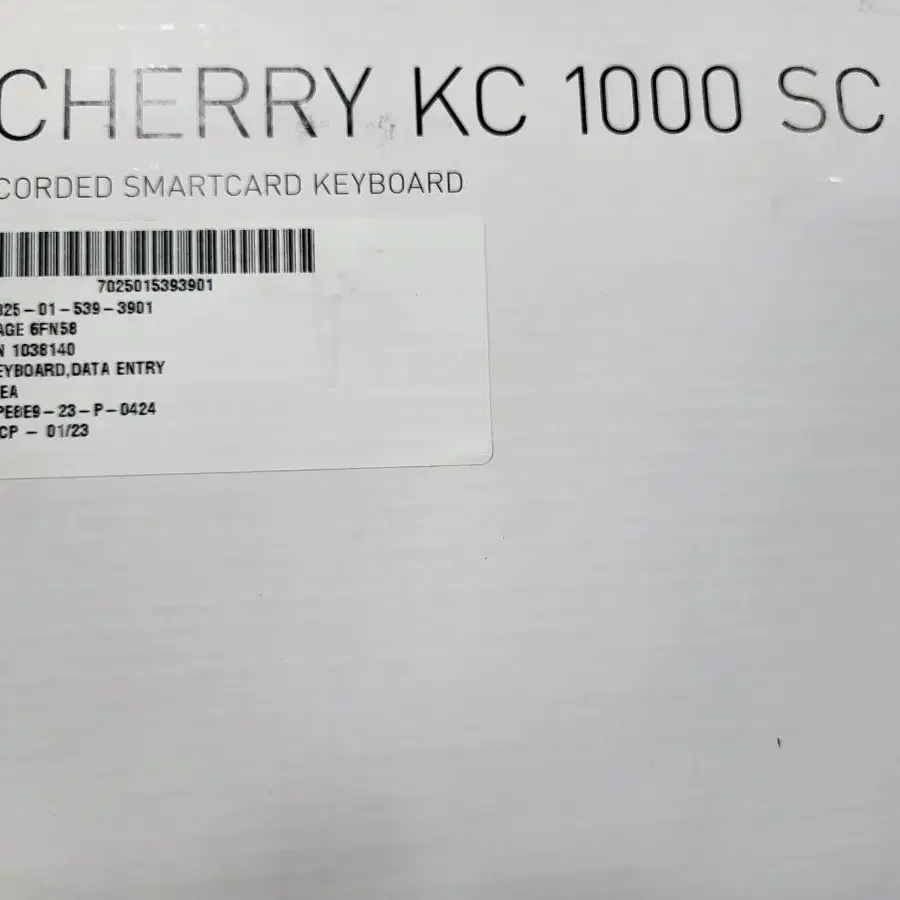 CHERRY KC 1000 SC
CORDED SMARTCARD KEYBOARD
7025015393901
025-01-539-3901
AGE 6FN58
N 1038140
EYBOARD,DATA ENTRY
EA
PE8E9-23-P-0424
CP - 01/23